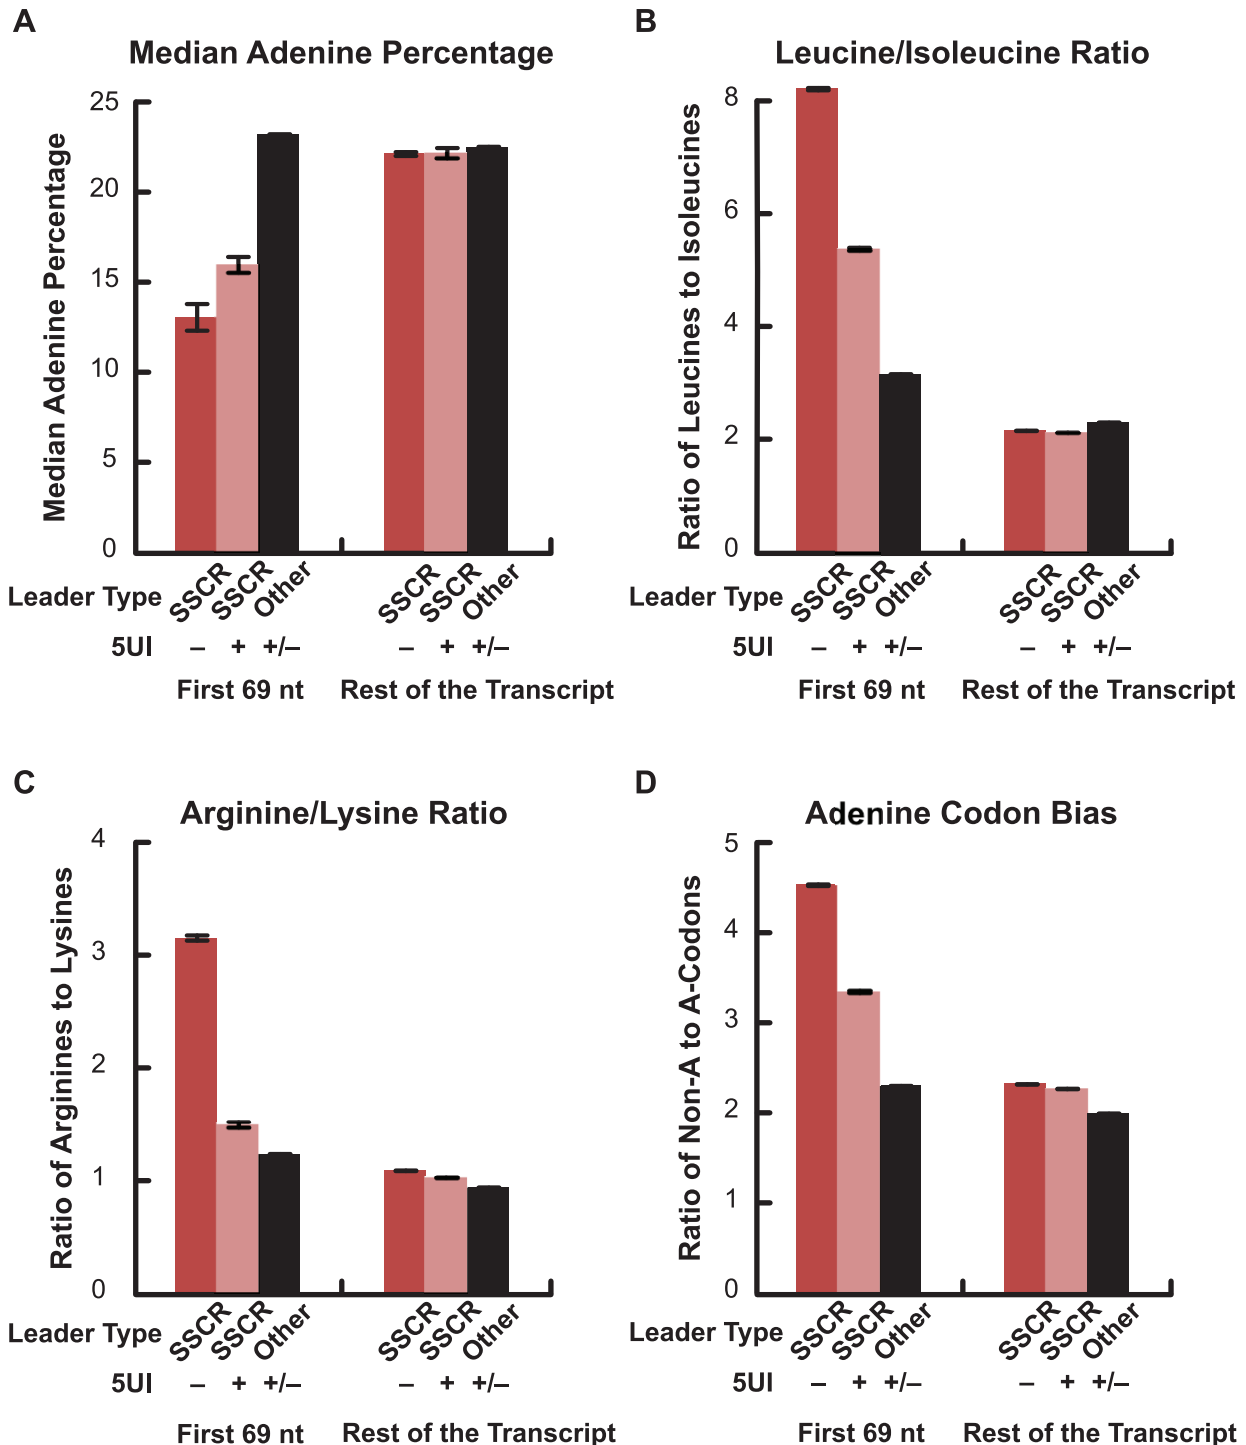 A
Median Adenine Percentage
Median Adenine Percentage
25
20
15
10
5
0
Leader Type
SSCR SSCR Other SSCR SSCR Other
5UI – + +/– – + +/–
First 69 nt Rest of the Transcript
B
Leucine/Isoleucine Ratio
Ratio of Leucines to Isoleucines
8
6
4
2
0
Leader Type
SSCR SSCR Other SSCR SSCR Other
5UI – + +/– – + +/–
First 69 nt Rest of the Transcript
C
Arginine/Lysine Ratio
Ratio of Arginines to Lysines
4
3
2
1
0
Leader Type
SSCR SSCR Other SSCR SSCR Other
5UI – + +/– – + +/–
First 69 nt Rest of the Transcript
D
Adenine Codon Bias
Ratio of Non-A to A-Codons
5
4
3
2
1
0
Leader Type
SSCR SSCR Other SSCR SSCR Other
5UI – + +/– – + +/–
First 69 nt Rest of the Transcript